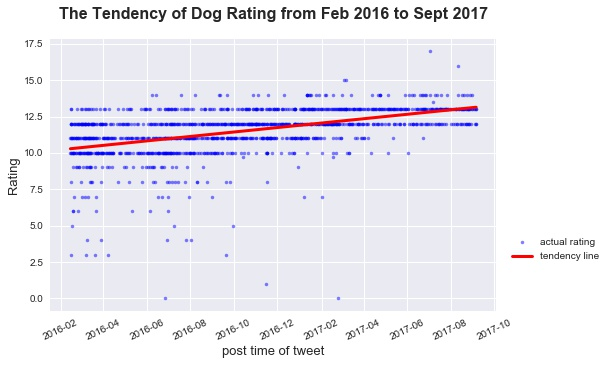 The Tendency of Dog Rating from Feb 2016 to Sept 2017
17.5
15.0
12.5
10.0
7.5
5.0
2.5
0.0
Rating
2016-02 2016-04 2016-06 2016-08 2016-10 2016-12 2017-02 2017-04 2017-06 2017-08 2017-10
post time of tweet
actual rating
tendency line